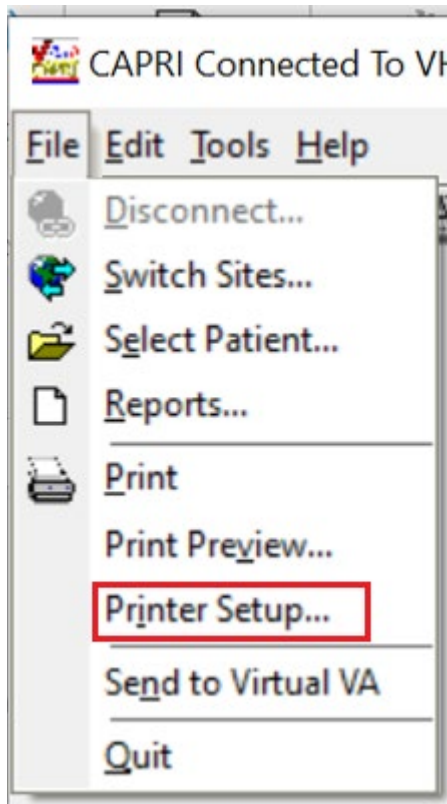 CAPRI Connected To
File Edit Tools Help
Disconnect...
Switch Sites...
Select Patient...
Reports...
Print
Print Preview...
Printer Setup...
Send to Virtual VA
Quit